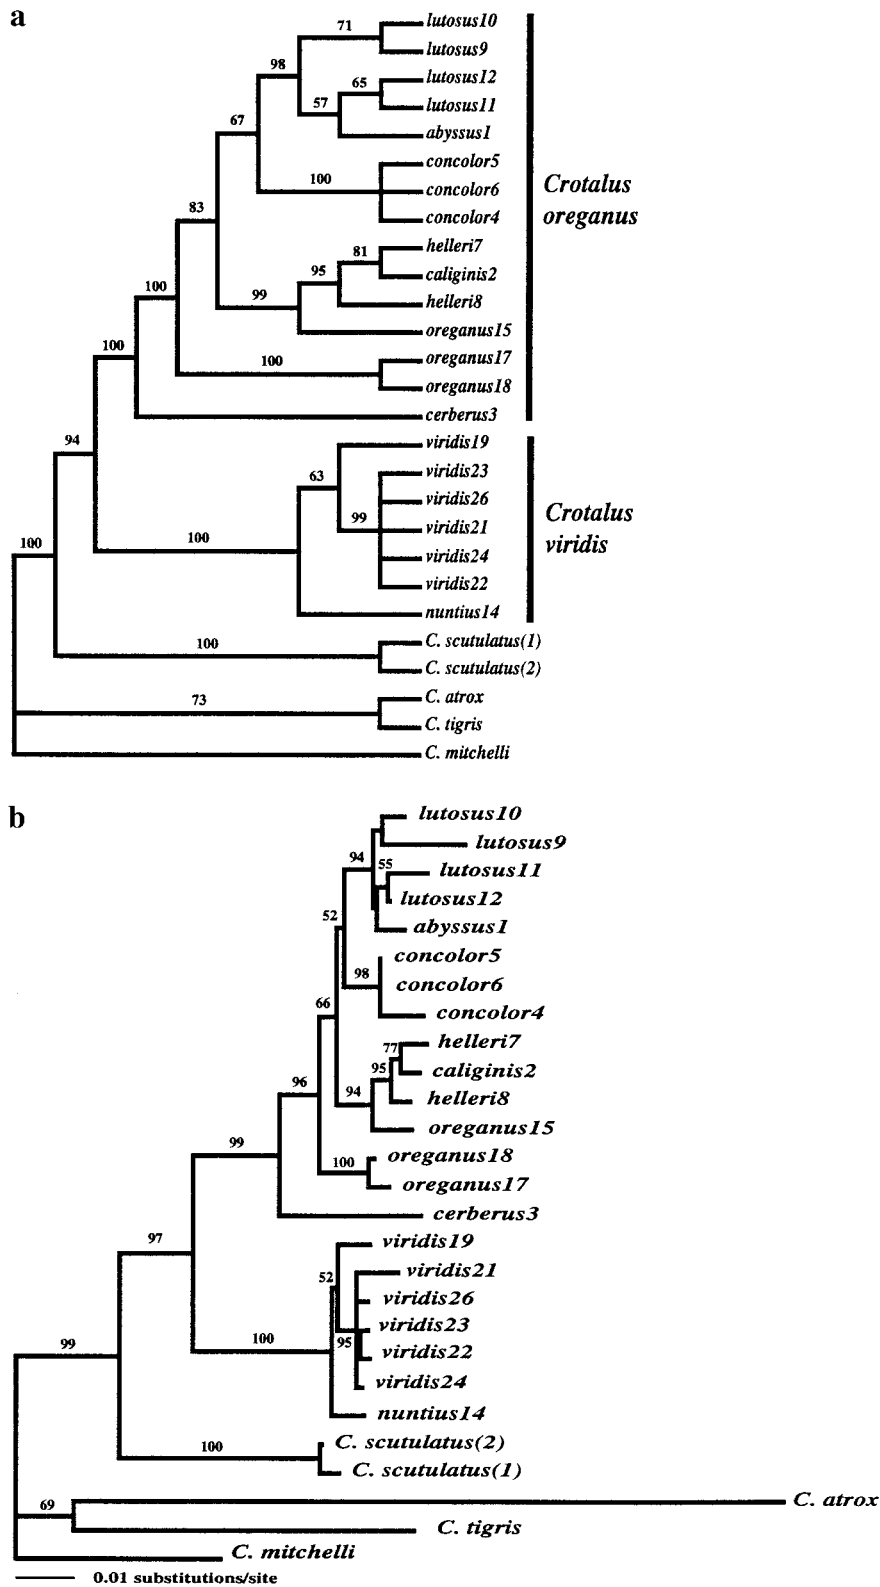 a
71
lutosus10
lutosus9
98
65
lutosus12
57
lutosus11
67
abyssus1
concolor5
100
concolor6
concolor4
Crotalus
oreganus
83
81
helleri7
95
caliginis2
100
99
helleri8
oreganus15
100
100
oreganus17
oreganus18
cerberus3
94
viridis19
63
viridis23
viridis26
99
viridis21
100
100
viridis24
viridis22
nuntius14
Crotalus
viridis
100
C. scutulatus(1)
C. scutulatus(2)
73
C. atrox
C. tigris
C. mitchelli
b
lutosus10
lutosus9
94
55
lutosus11
lutosus12
52
abyssus1
concolor5
98
concolor6
concolor4
66
77
helleri7
95
caliginis2
96
94
helleri8
oreganus15
99
100
oreganus18
oreganus17
cerberus3
97
viridis19
52
viridis21
viridis26
viridis23
99
100
95
viridis22
viridis24
nuntius14
100
C. scutulatus(2)
C. scutulatus(1)
69
C. atrox
C. tigris
C. mitchelli
0.01 substitutions/site